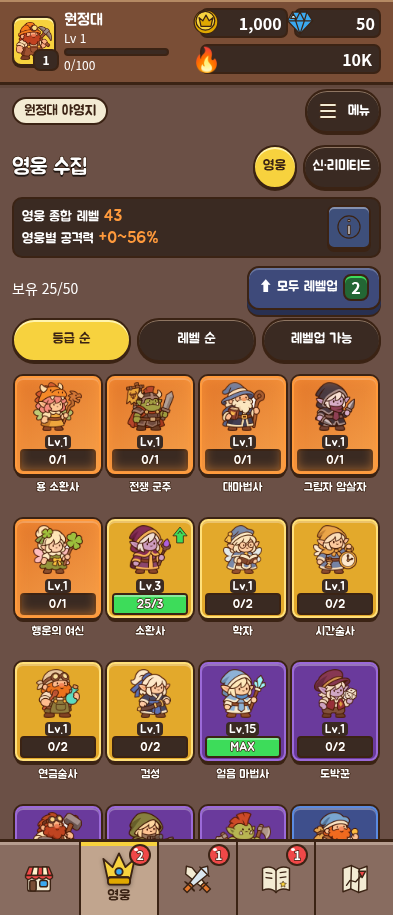 원정대
Lv 1
1
0/100
1,000
50
10K
원정대 야영지
메뉴
영웅 수집
영웅
신·리미티드
영웅 종합 레벨 43
영웅별 공격력 +0~56%
보유 25/50
모두 레벨업 2
등급 순
레벨 순
레벨업 가능
Lv.1
Lv.1
Lv.1
Lv.1
0/1
0/1
0/1
0/1
용 소환사
전쟁 군주
대마법사
그림자 암살자
Lv.1
Lv.3
Lv.1
Lv.1
0/1
25/3
0/2
0/2
행운의 여신
소환사
학자
시간술사
Lv.1
Lv.1
Lv.15
Lv.1
0/2
0/2
MAX
0/2
연금술사
검성
얼음 마법사
도박꾼
2
1
1
영웅